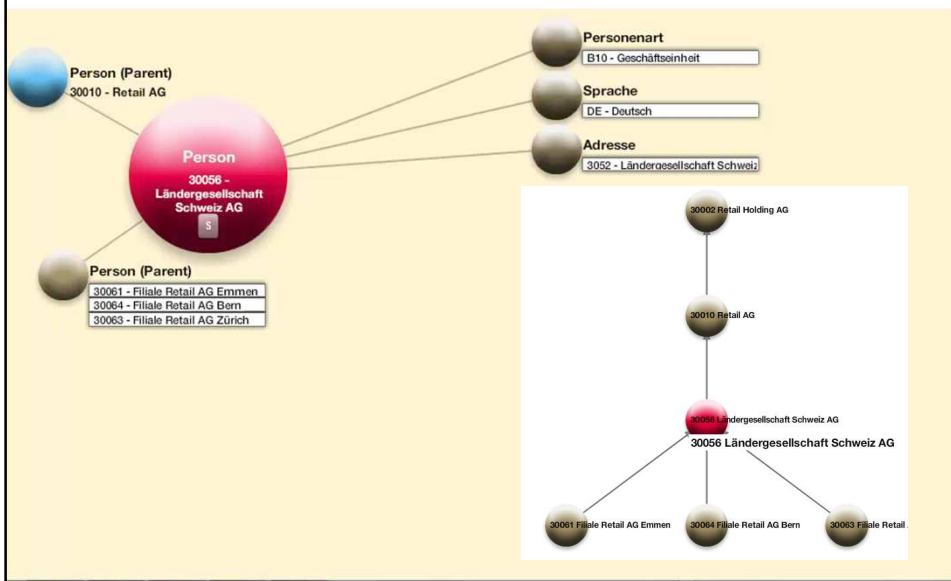 Person (Parent)
30010 - Retail AG
Person
30056 -
Ländergesellschaft
Schweiz AG
S
Person (Parent)
30061 - Filiale Retail AG Emmen
30064 - Filiale Retail AG Bern
30063 - Filiale Retail AG Zürich
Personenart
B10 - Geschäftseinheit
Sprache
DE - Deutsch
Adresse
3052 - Ländergesellschaft Schweiz
30002 Retail Holding AG
30010 Retail AG
30056 Ländergesellschaft Schweiz AG
30056 Ländergesellschaft Schweiz AG
30061 Filiale Retail AG Emmen
30064 Filiale Retail AG Bern
30063 Filiale Retail